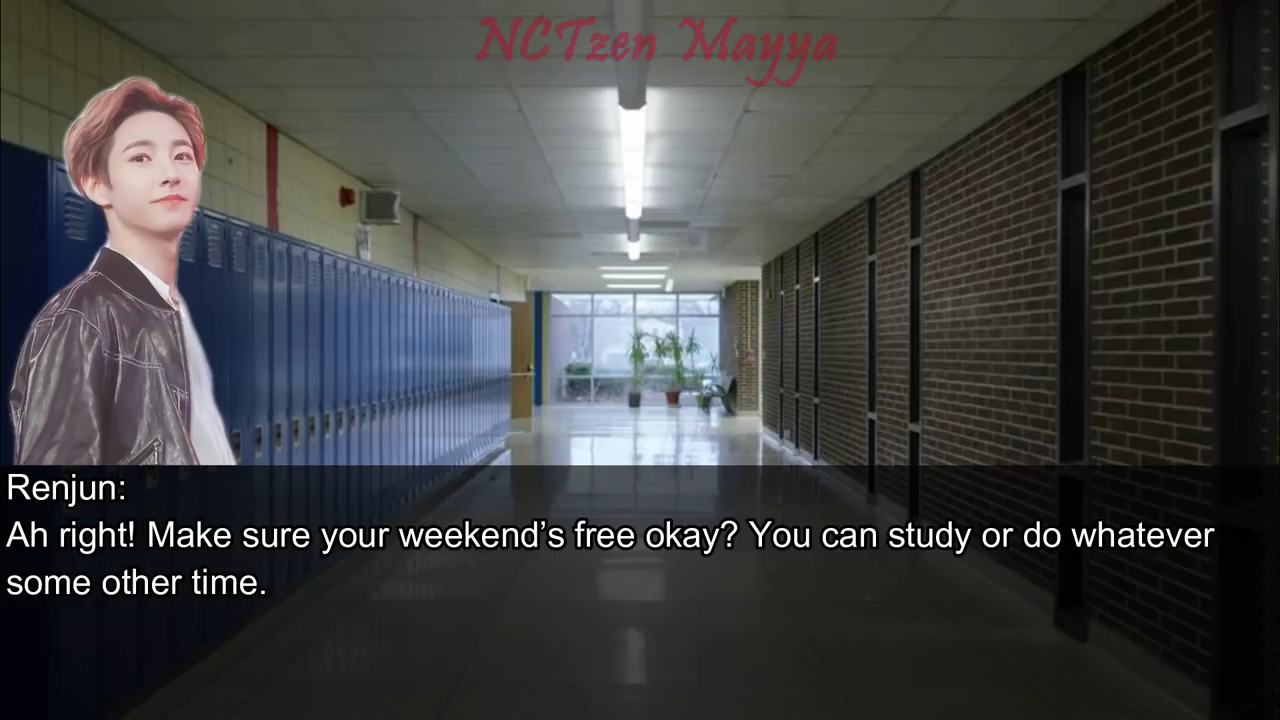 NCTzen Mayya
Renjun:
Ah right! Make sure your weekend’s free okay? You can study or do whatever
some other time.